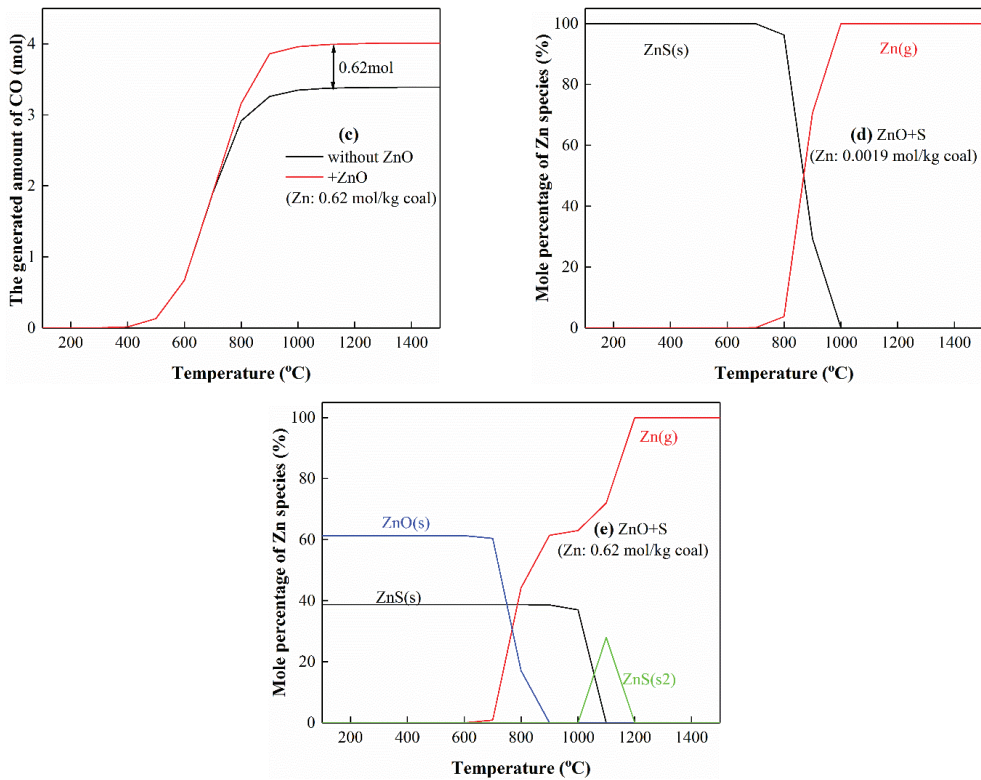 The generated amount of CO (mol)
4
3
2
1
0
0.62mol
(c)
without ZnO
+ZnO
(Zn: 0.62 mol/kg coal)
200 400 600 800 1000 1200 1400
Temperature (°C)
Mole percentage of Zn species (%)
100
80
60
40
20
0
ZnS(s)
Zn(g)
(d) ZnO+S
(Zn: 0.0019 mol/kg coal)
200 400 600 800 1000 1200 1400
Temperature (°C)
Mole percentage of Zn species (%)
100
80
60
40
20
0
Zn(g)
ZnO(s)
(e) ZnO+S
(Zn: 0.62 mol/kg coal)
ZnS(s)
ZnS(s2)
200 400 600 800 1000 1200 1400
Temperature (°C)